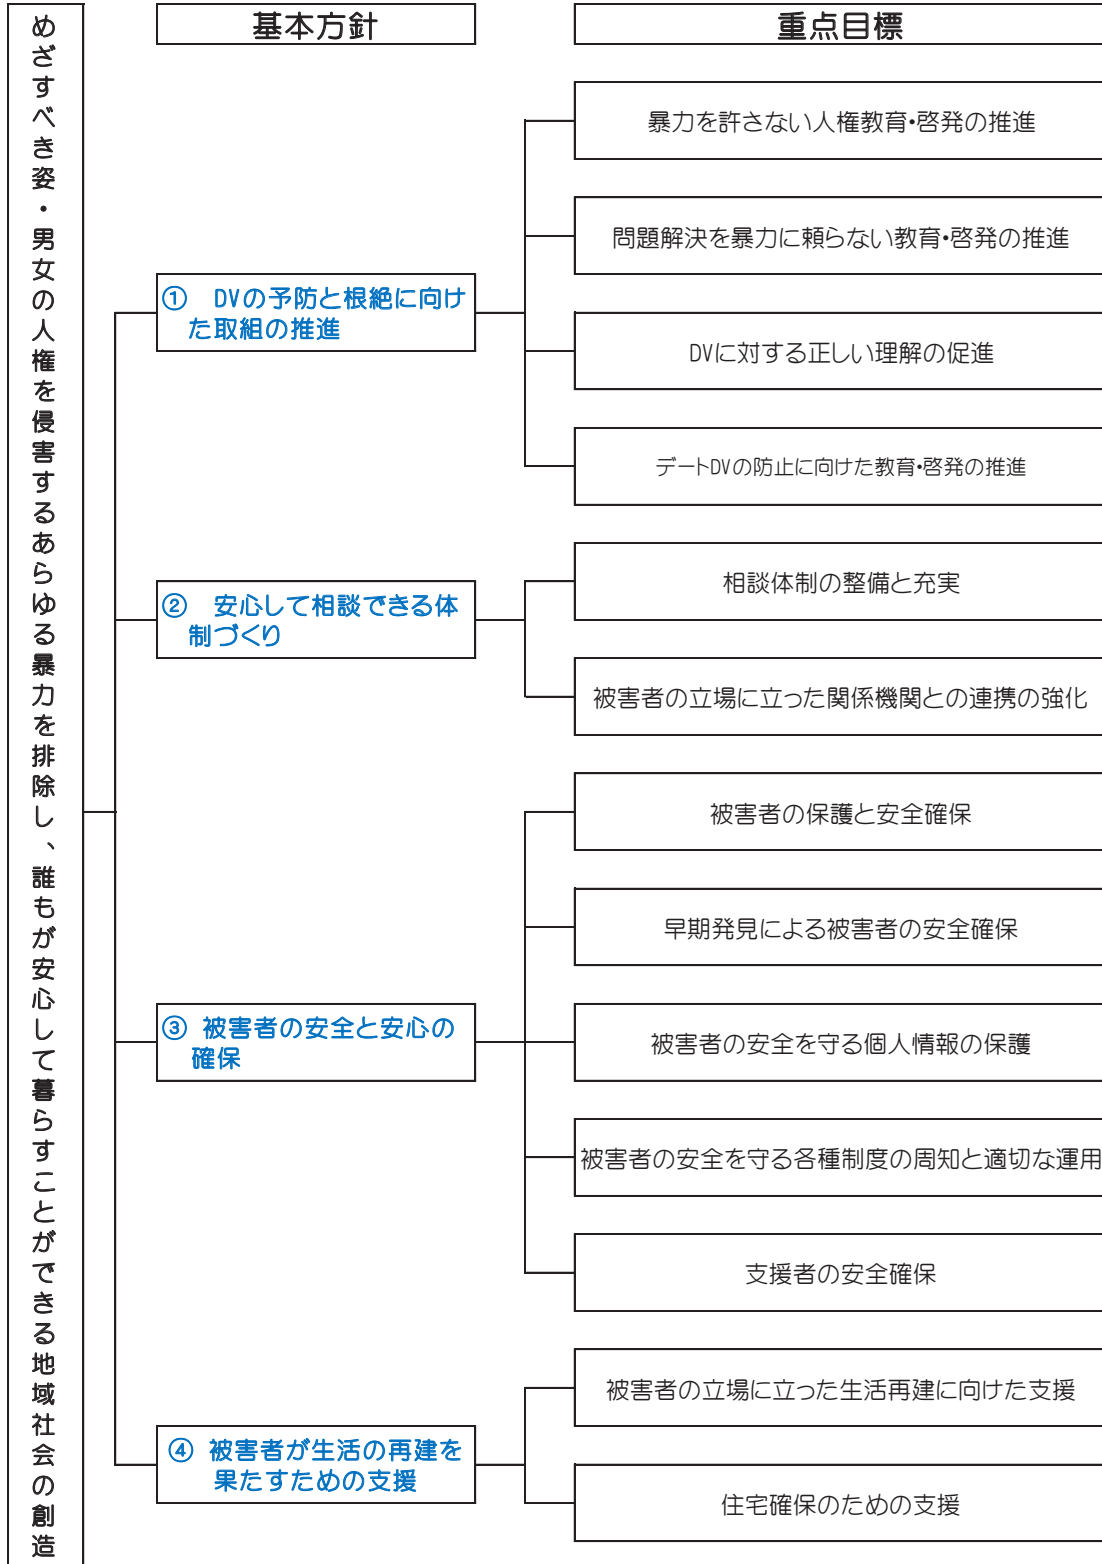 めざすべき姿・男女の人権を侵害するあらゆる暴力を排除し、誰もが安心して暮らすことができる地域社会の創造
基本方針
重点目標
① DVの予防と根絶に向け
た取組の推進
暴力を許さない人権教育・啓発の推進
問題解決を暴力に頼らない教育・啓発の推進
DVに対する正しい理解の促進
デートDVの防止に向けた教育・啓発の推進
② 安心して相談できる体
制づくり
相談体制の整備と充実
被害者の立場に立った関係機関との連携の強化
③ 被害者の安全と安心の
確保
被害者の保護と安全確保
早期発見による被害者の安全確保
被害者の安全を守る個人情報の保護
被害者の安全を守る各種制度の周知と適切な運用
支援者の安全確保
④ 被害者が生活の再建を
果たすための支援
被害者の立場に立った生活再建に向けた支援
住宅確保のための支援